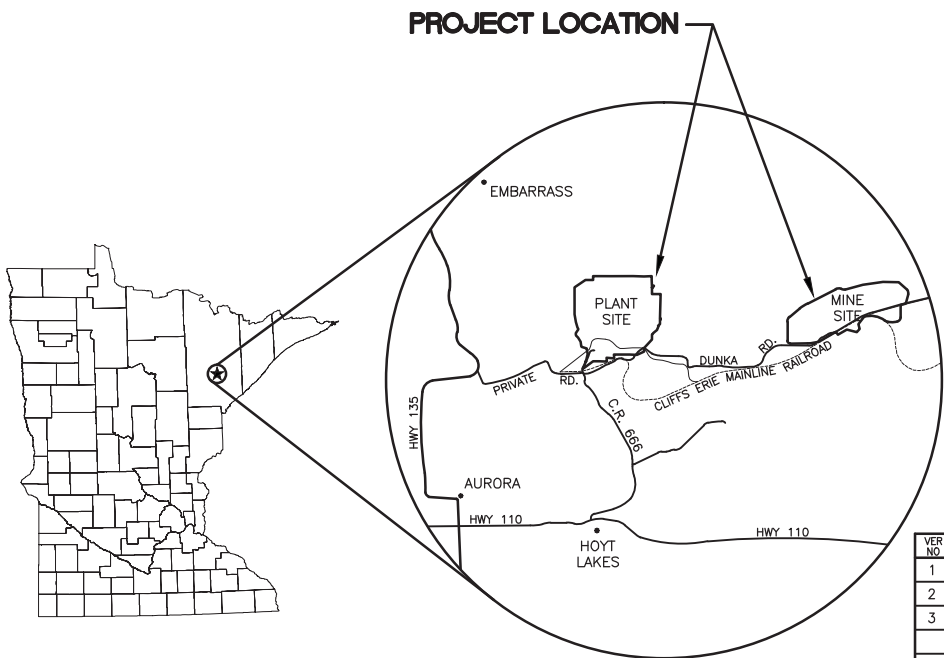 PROJECT LOCATION
EMBARRASS
PLANT
SITE
MINE
SITE
DUNKA
RD.
PRIVATE
RD.
CLIFFS ERIE MAINLINE RAILROAD
HWY 135
C.R. 666
AURORA
HWY 110
HWY 110
HOYT
LAKES
VER
NO
1
2
3